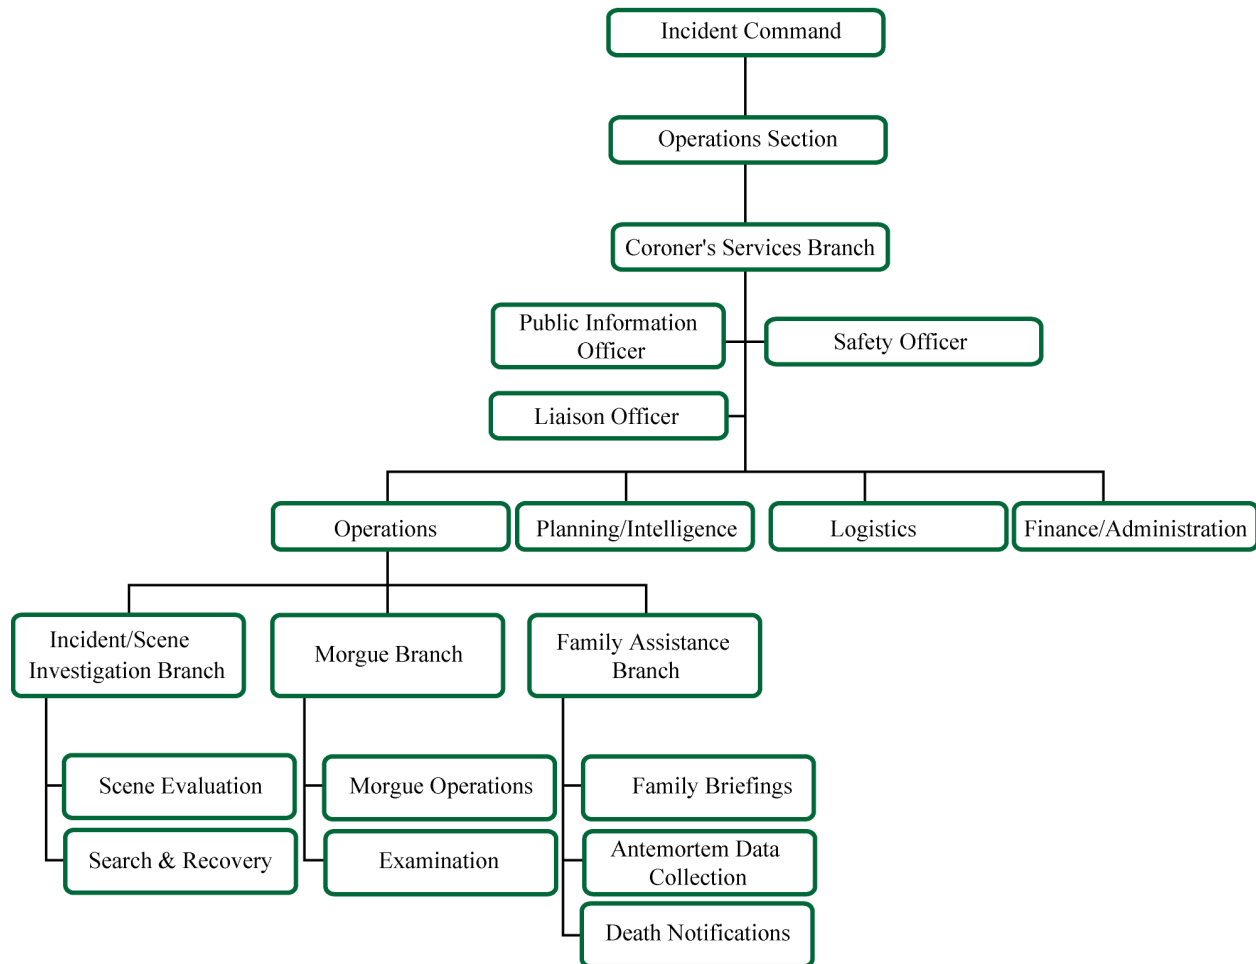 Incident Command
Operations Section
Coroner's Services Branch
Public Information
Officer
Safety Officer
Liaison Officer
Operations
Planning/Intelligence
Logistics
Finance/Administration
Incident/Scene
Investigation Branch
Morgue Branch
Family Assistance
Branch
Scene Evaluation
Morgue Operations
Family Briefings
Search & Recovery
Examination
Antemortem Data
Collection
Death Notifications